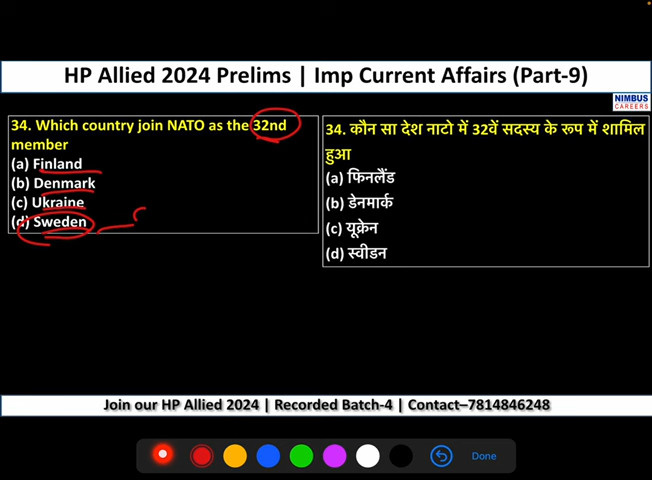 HP Allied 2024 Prelims | Imp Current Affairs (Part-9)
NIMBUS
CAREERS
34. Which country join NATO as the 32nd
member
(a) Finland
(b) Denmark
(c) Ukraine
(d) Sweden
34. कौन सा देश नाटो में 32वें सदस्य के रूप में शामिल
हुआ
(a) फिनलैंड
(b) डेनमार्क
(c) यूक्रेन
(d) स्वीडन
Join our HP Allied 2024 | Recorded Batch-4 | Contact–7814846248
Done